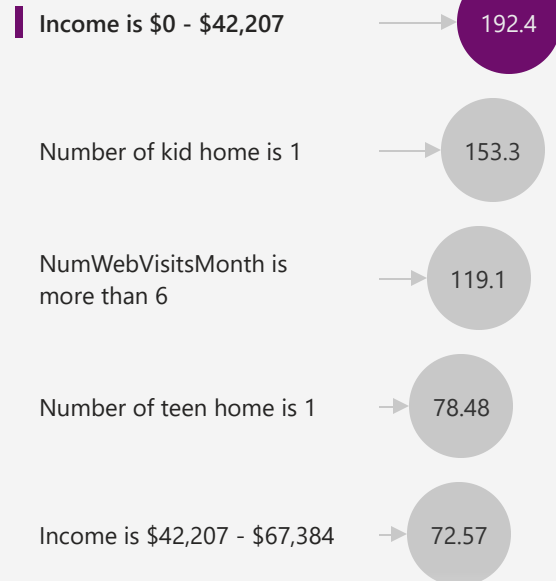 Income is $0 - $42,207
192.4
Number of kid home is 1
153.3
NumWebVisitsMonth is
more than 6
119.1
Number of teen home is 1
78.48
Income is $42,207 - $67,384
72.57